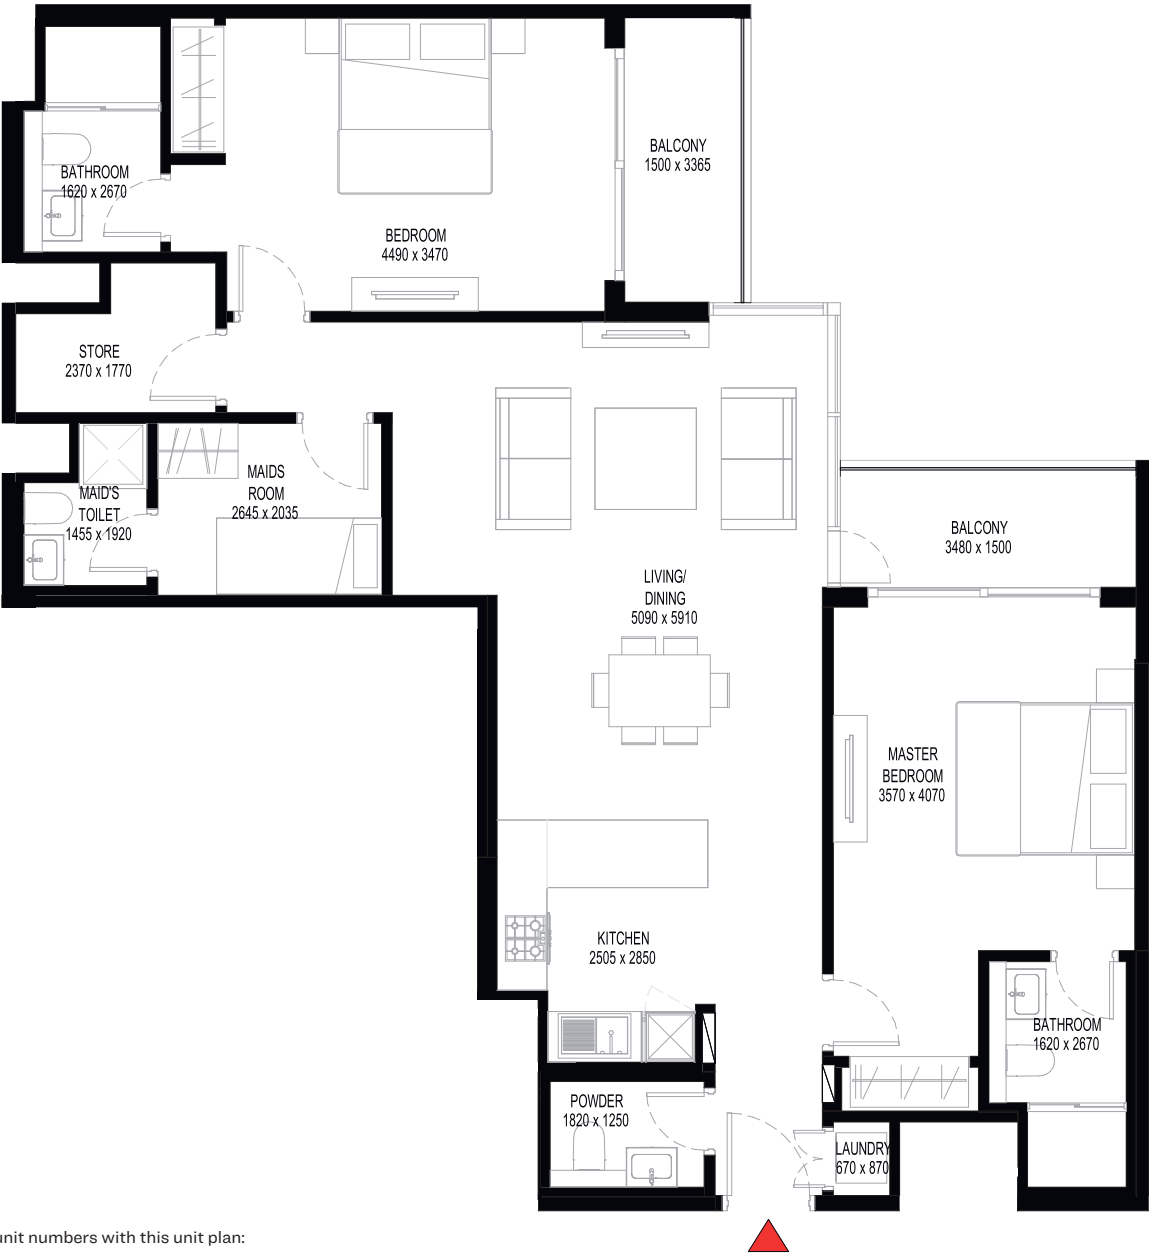 BALCONY
1500 x 3365
BATHROOM
1620 x 2670
BEDROOM
4490 x 3470
STORE
2370 x 1770
MAIDS
ROOM
2645 x 2035
MAID'S
TOILET
1455 x 1920
BALCONY
3480 x 1500
LIVING/
DINING
5090 x 5910
MASTER
BEDROOM
3570 x 4070
KITCHEN
2505 x 2850
BATHROOM
1620 x 2670
POWDER
1820 x 1250
LAUNDRY
670 x 870
unit numbers with this unit plan: